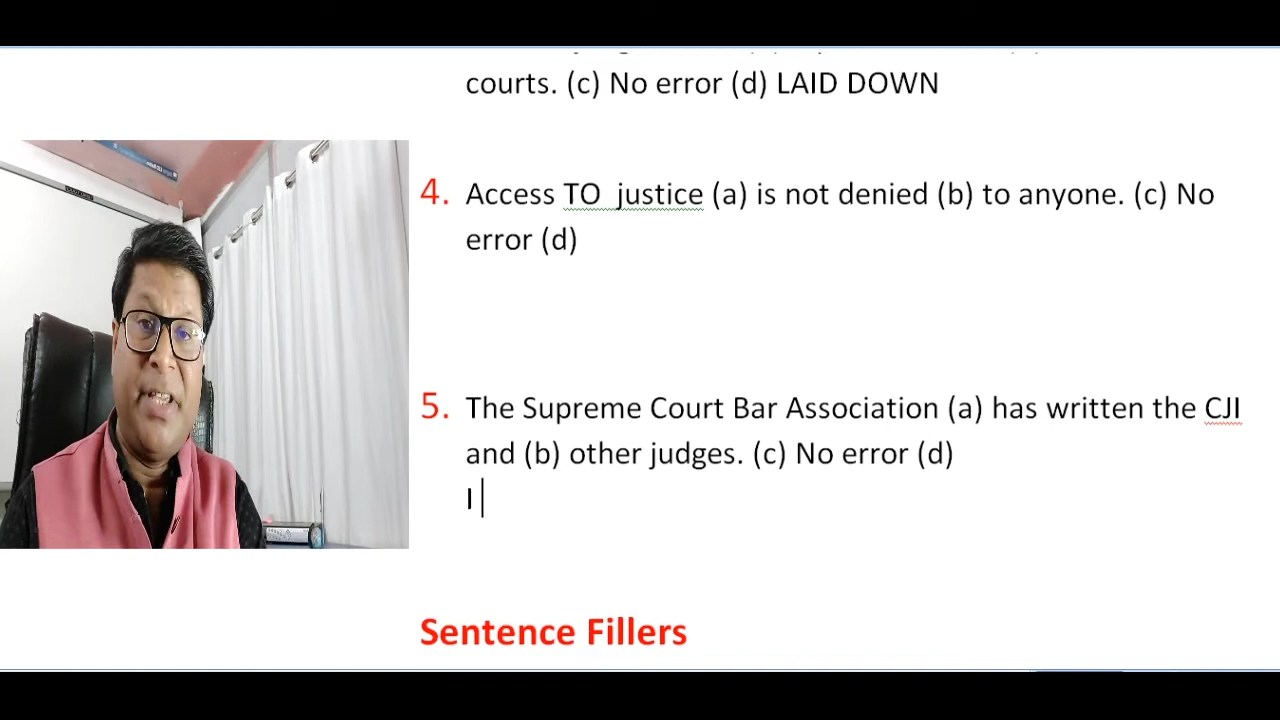 courts. (c) No error (d) LAID DOWN
4. Access TO  justice (a) is not denied (b) to anyone. (c) No
error (d)
5. The Supreme Court Bar Association (a) has written the CJI
and (b) other judges. (c) No error (d)
I
Sentence Fillers